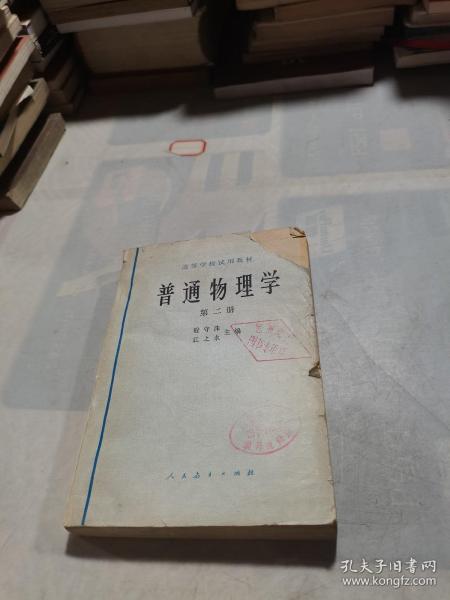 高等学校试用教材
普通物理学
第二册
程守洙
江之永
主编
人民教育出版社
孔夫子旧书网
www.kongfz.com